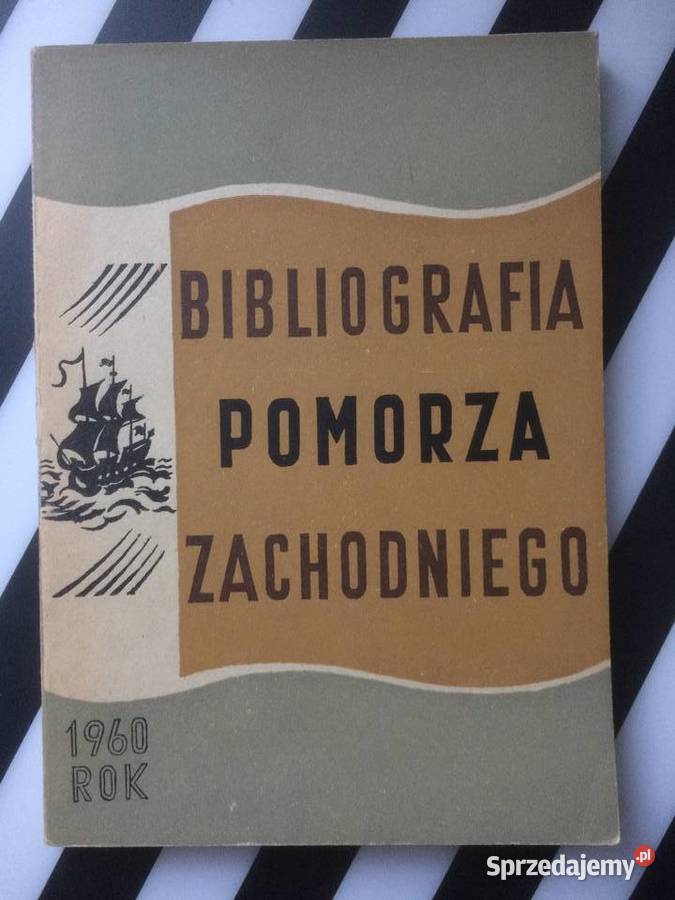 BIBLIOGRAFIA
POMORZA
ZACHODNIEGO
1960
ROK
Sprzedajemy.pl